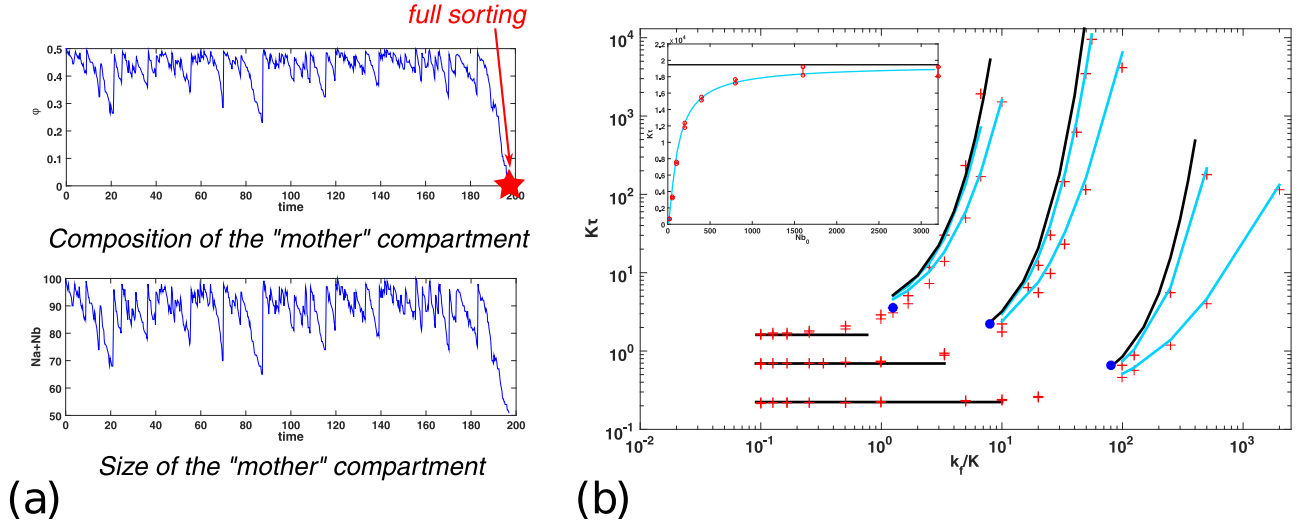 full sorting
0.5
0.4
0.3
0.2
0.1
0
φ
0 20 40 60 80 100 120 140 160 180 200
time
Composition of the "mother" compartment
100
90
80
70
60
50
Na+Nb
0 20 40 60 80 100 120 140 160 180 200
time
Size of the "mother" compartment
(a)
10^4
10^3
10^2
10^1
10^0
10^-1
Kτ
10^-2 10^-1 10^0 10^1 10^2 10^3
k_f/K
×10^4
2,2
2
1,8
1,6
1,4
1,2
1
0,8
0,6
0,4
0,2
0
Kτ
0 500 1000 1500 2000 2500 3000
Nb_0
(b)